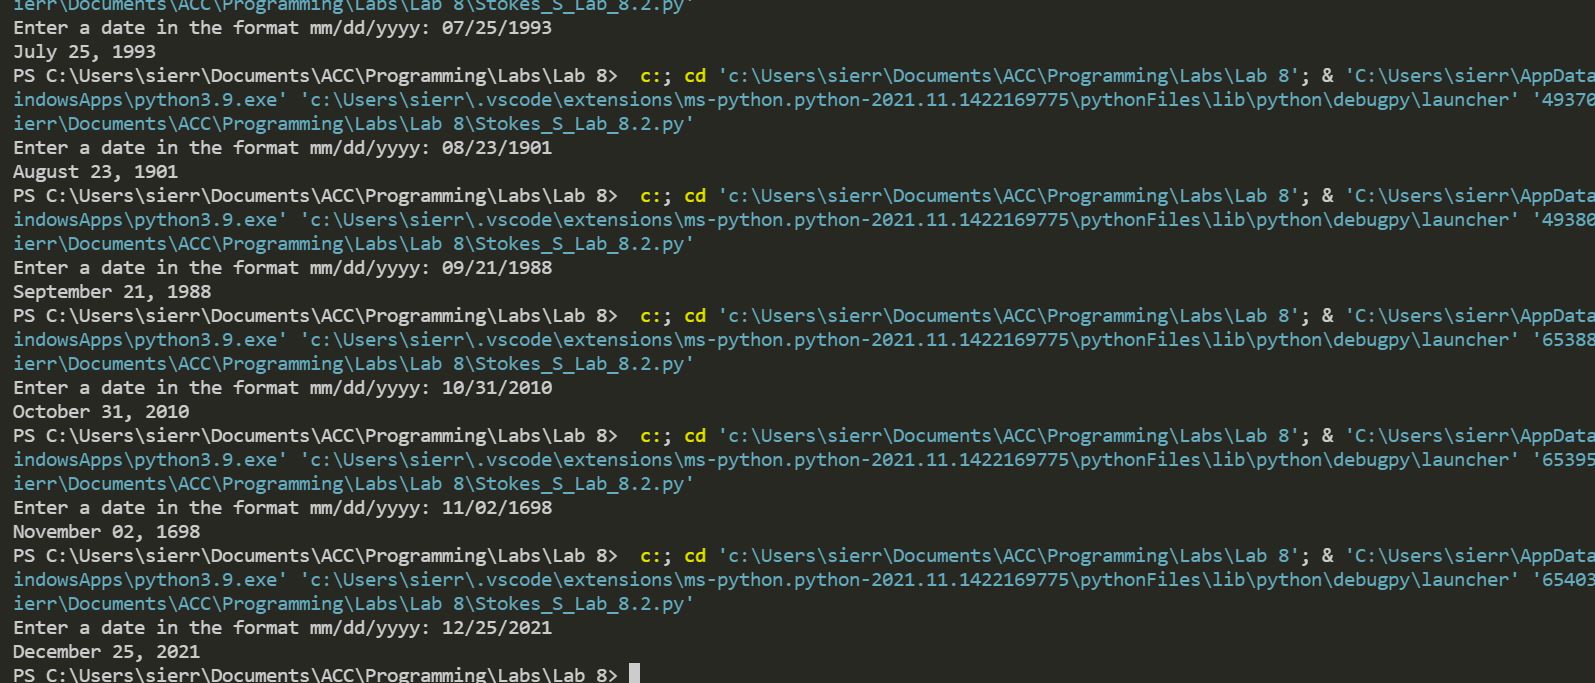 ierr\Documents\ACC\Programming\Labs\Lab 8\Stokes_S_Lab_8.2.py'
Enter a date in the format mm/dd/yyyy: 07/25/1993
July 25, 1993
PS C:\Users\sierr\Documents\ACC\Programming\Labs\Lab 8>  c:; cd 'c:\Users\sierr\Documents\ACC\Programming\Labs\Lab 8'; & 'C:\Users\sierr\AppData
indowsApps\python3.9.exe' 'c:\Users\sierr\.vscode\extensions\ms-python.python-2021.11.1422169775\pythonFiles\lib\python\debugpy\launcher' '49370
ierr\Documents\ACC\Programming\Labs\Lab 8\Stokes_S_Lab_8.2.py'
Enter a date in the format mm/dd/yyyy: 08/23/1901
August 23, 1901
PS C:\Users\sierr\Documents\ACC\Programming\Labs\Lab 8>  c:; cd 'c:\Users\sierr\Documents\ACC\Programming\Labs\Lab 8'; & 'C:\Users\sierr\AppData
indowsApps\python3.9.exe' 'c:\Users\sierr\.vscode\extensions\ms-python.python-2021.11.1422169775\pythonFiles\lib\python\debugpy\launcher' '49380
ierr\Documents\ACC\Programming\Labs\Lab 8\Stokes_S_Lab_8.2.py'
Enter a date in the format mm/dd/yyyy: 09/21/1988
September 21, 1988
PS C:\Users\sierr\Documents\ACC\Programming\Labs\Lab 8>  c:; cd 'c:\Users\sierr\Documents\ACC\Programming\Labs\Lab 8'; & 'C:\Users\sierr\AppData
indowsApps\python3.9.exe' 'c:\Users\sierr\.vscode\extensions\ms-python.python-2021.11.1422169775\pythonFiles\lib\python\debugpy\launcher' '65388
ierr\Documents\ACC\Programming\Labs\Lab 8\Stokes_S_Lab_8.2.py'
Enter a date in the format mm/dd/yyyy: 10/31/2010
October 31, 2010
PS C:\Users\sierr\Documents\ACC\Programming\Labs\Lab 8>  c:; cd 'c:\Users\sierr\Documents\ACC\Programming\Labs\Lab 8'; & 'C:\Users\sierr\AppData
indowsApps\python3.9.exe' 'c:\Users\sierr\.vscode\extensions\ms-python.python-2021.11.1422169775\pythonFiles\lib\python\debugpy\launcher' '65395
ierr\Documents\ACC\Programming\Labs\Lab 8\Stokes_S_Lab_8.2.py'
Enter a date in the format mm/dd/yyyy: 11/02/1698
November 02, 1698
PS C:\Users\sierr\Documents\ACC\Programming\Labs\Lab 8>  c:; cd 'c:\Users\sierr\Documents\ACC\Programming\Labs\Lab 8'; & 'C:\Users\sierr\AppData
indowsApps\python3.9.exe' 'c:\Users\sierr\.vscode\extensions\ms-python.python-2021.11.1422169775\pythonFiles\lib\python\debugpy\launcher' '65403
ierr\Documents\ACC\Programming\Labs\Lab 8\Stokes_S_Lab_8.2.py'
Enter a date in the format mm/dd/yyyy: 12/25/2021
December 25, 2021
PS C:\Users\sierr\Documents\ACC\Programming\Labs\Lab 8>